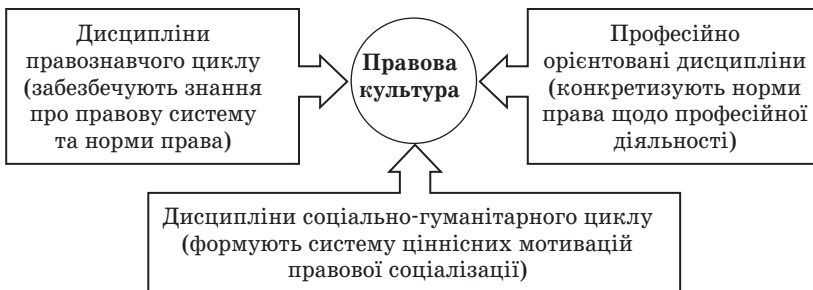 Дисципліни
правознавчого циклу
(забезбечують знання
про правову систему
та норми права)
Правова
культура
Професійно
орієнтовані дисципліни
(конкретизують норми
права щодо професійної
діяльності)
Дисципліни соціально-гуманітарного циклу
(формують систему ціннісних мотивацій
правової соціалізації)